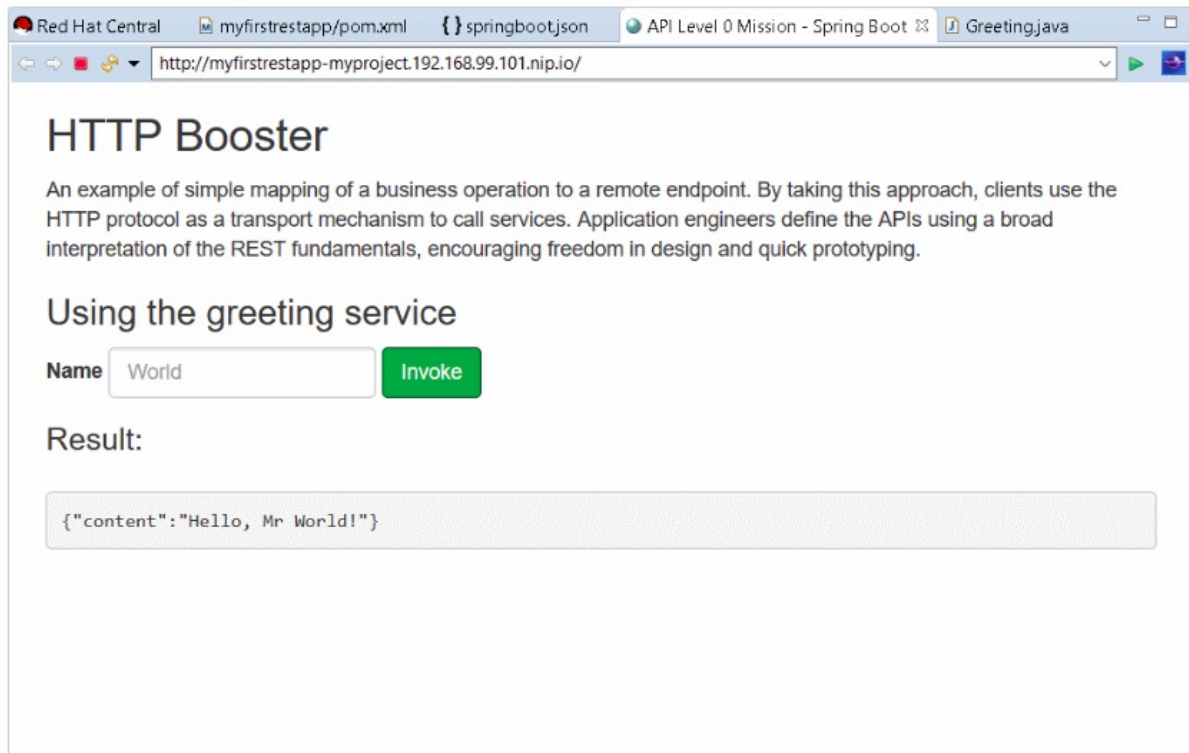 Red Hat Central myfirstrestapp/pom.xml { } springboot.json API Level 0 Mission - Spring Boot Greeting.java
http://myfirstrestapp-myproject.192.168.99.101.nip.io/
HTTP Booster
An example of simple mapping of a business operation to a remote endpoint. By taking this approach, clients use the
HTTP protocol as a transport mechanism to call services. Application engineers define the APIs using a broad
interpretation of the REST fundamentals, encouraging freedom in design and quick prototyping.
Using the greeting service
Name World Invoke
Result:
{"content":"Hello, Mr World!"}